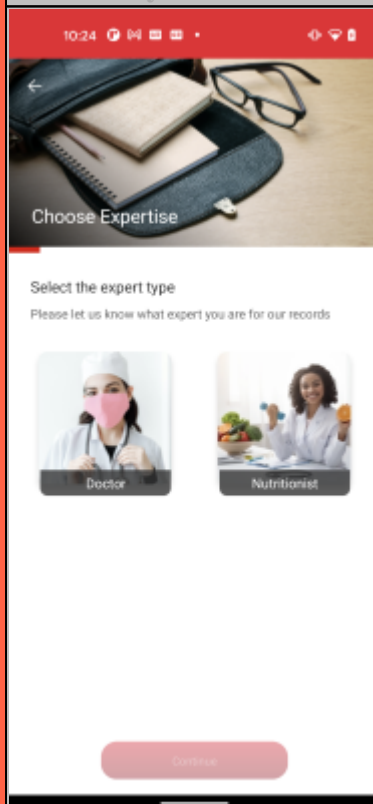 10:24
Choose Expertise
Select the expert type
Please let us know what expert you are for our records
Doctor
Nutritionist
Continue